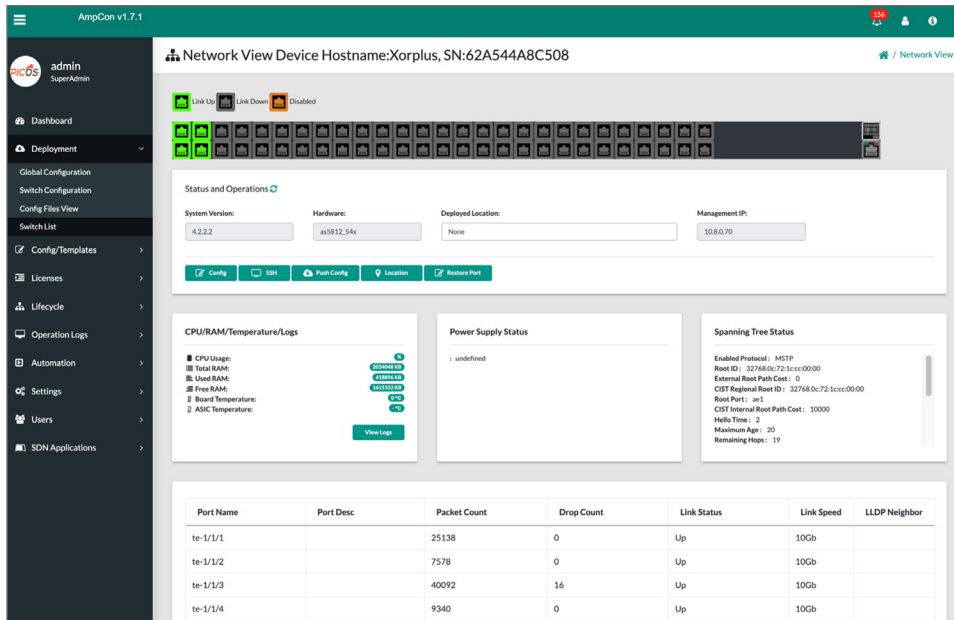 AmpCon v1.7.1
156
PICOS
admin
SuperAdmin
Network View Device Hostname:Xorplus, SN:62A544A8C508
/ Network View
Link Up Link Down Disabled
Dashboard
Deployment
Global Configuration
Switch Configuration
Config Files View
Switch List
Config/Templates
Licenses
Lifecycle
Operation Logs
Automation
Settings
Users
SDN Applications
Status and Operations
System Version: Hardware: Deployed Location: Management IP:
4.2.2.2 as5812_54x None 10.8.0.70
Config SSH Push Config Location Restore Port
CPU/RAM/Temperature/Logs
CPU Usage: %
Total RAM: 2034048 KB
Used RAM: 418896 KB
Free RAM: 1615152 KB
Board Temperature: 0 °C
ASIC Temperature: - °C
View Logs
Power Supply Status
: undefined
Spanning Tree Status
Enabled Protocol : MSTP
Root ID : 32768.0c:72:1c:cc:00:00
External Root Path Cost : 0
CIST Regional Root ID : 32768.0c:72:1c:cc:00:00
Root Port : ae1
CIST Internal Root Path Cost : 10000
Hello Time : 2
Maximum Age : 20
Remaining Hops : 19
Port Name Port Desc Packet Count Drop Count Link Status Link Speed LLDP Neighbor
te-1/1/1 25138 0 Up 10Gb
te-1/1/2 7578 0 Up 10Gb
te-1/1/3 40092 16 Up 10Gb
te-1/1/4 9340 0 Up 10Gb